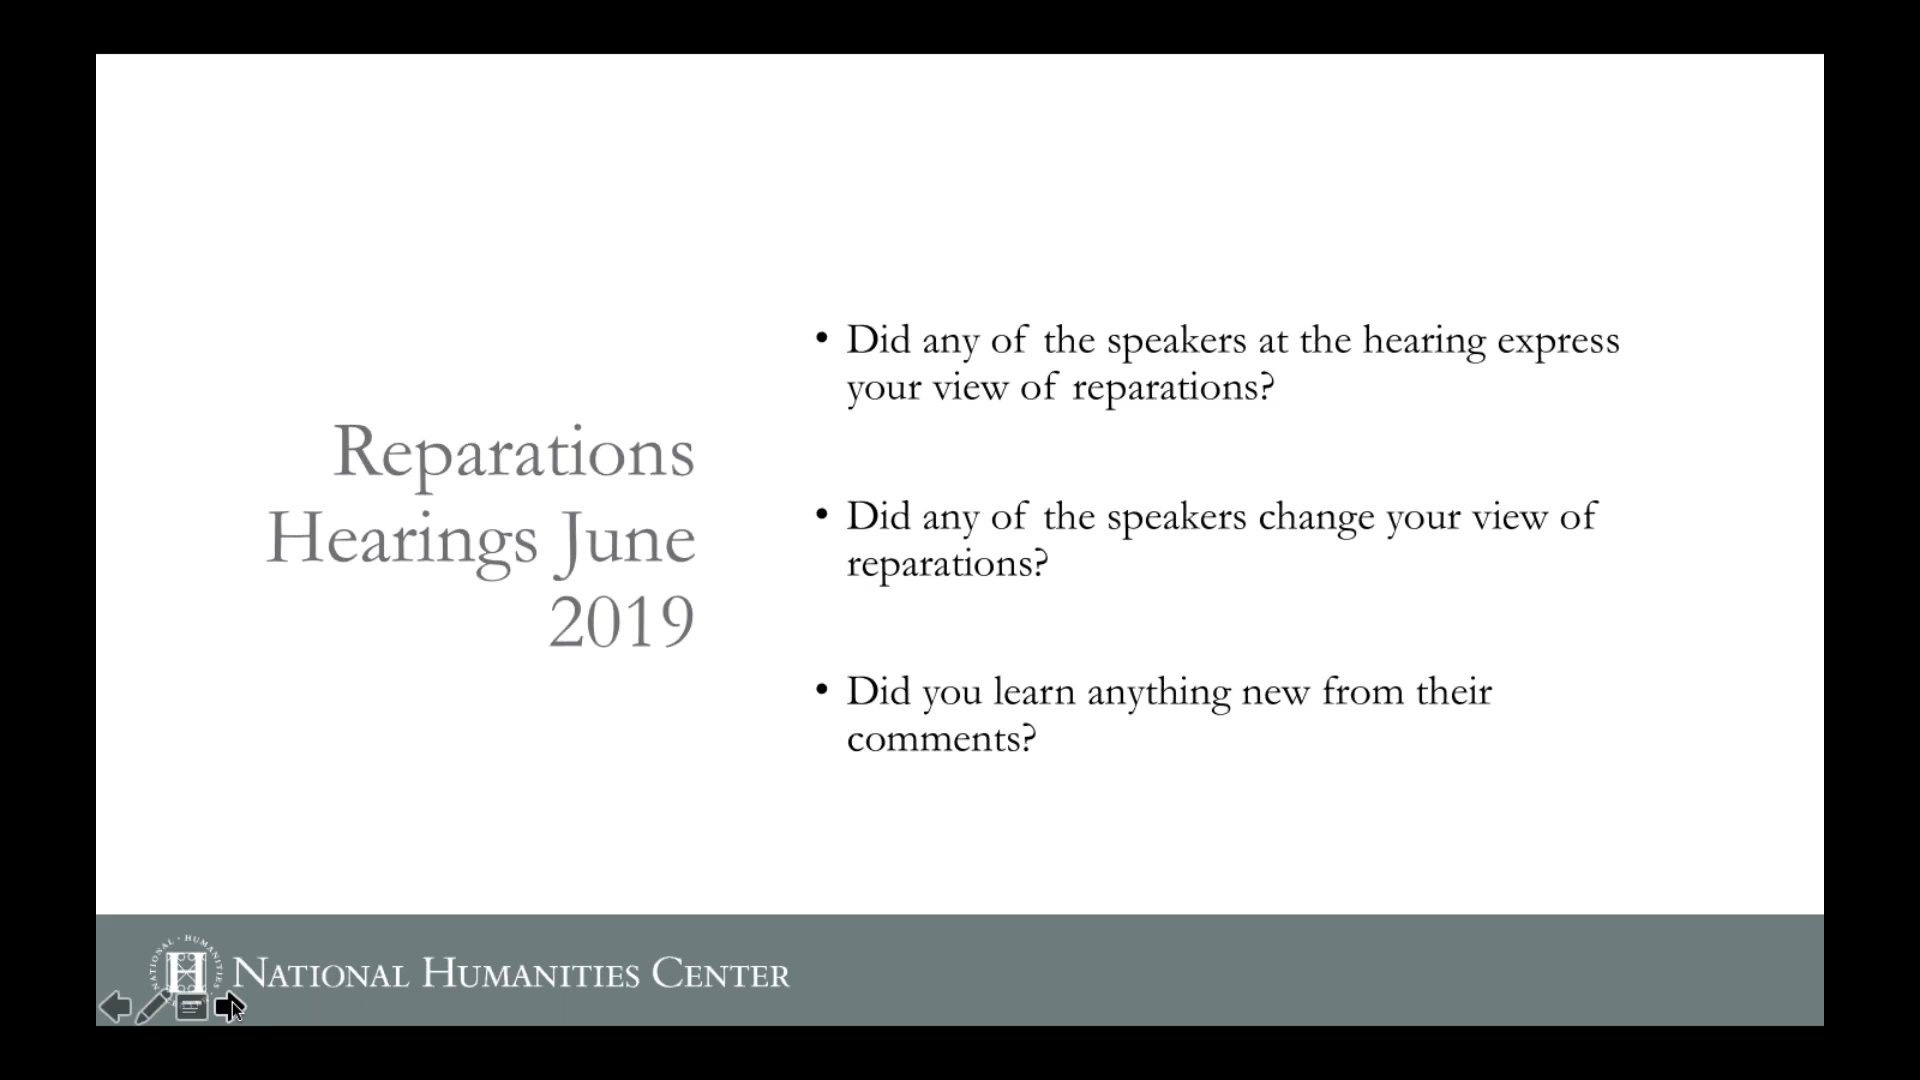 Reparations
Hearings June
2019
• Did any of the speakers at the hearing express
your view of reparations?
• Did any of the speakers change your view of
reparations?
• Did you learn anything new from their
comments?
NATIONAL · HUMANITIES
H
NATIONAL HUMANITIES CENTER